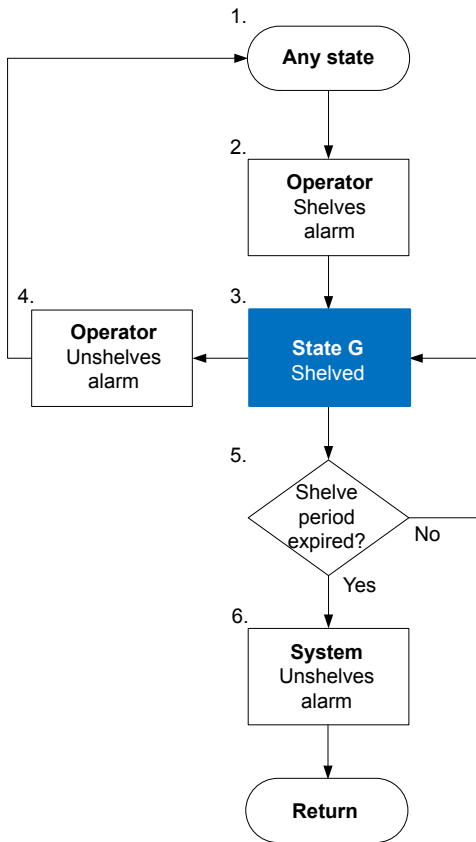 1.
Any state
2.
Operator
Shelves
alarm
3.
State G
Shelved
4.
Operator
Unshelves
alarm
5.
Shelve
period
expired?
No
Yes
6.
System
Unshelves
alarm
Return